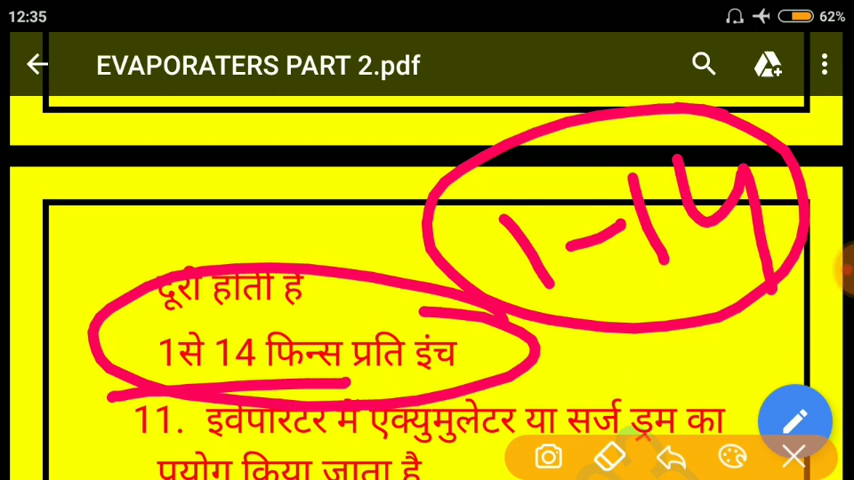 12:35
62%
EVAPORATERS PART 2.pdf
1-14
दूरी होती है
1से 14 फिन्स प्रति इंच
11. इवेपोरेटर में एक्युमुलेटर या सर्ज ड्रम का
प्रयोग किया जाता है